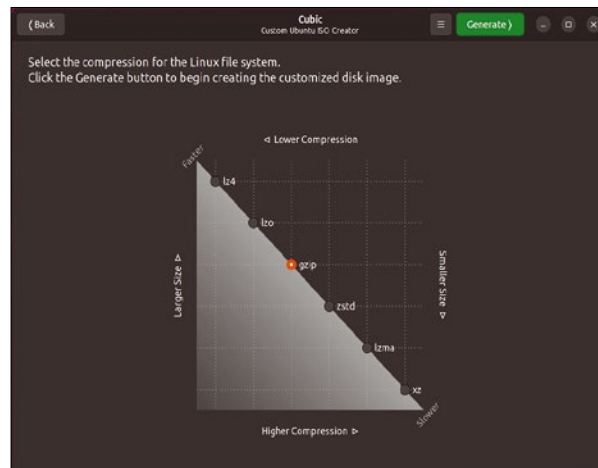 ⟨Back
Cubic
Custom Ubuntu ISO Creator
Generate⟩
Select the compression for the Linux file system.
Click the Generate button to begin creating the customized disk image.
⊲ Lower Compression
Faster
lz4
lzo
gzip
zstd
lzma
xz
Slower
Larger Size ⊳
Smaller Size ⊳
Higher Compression ⊳